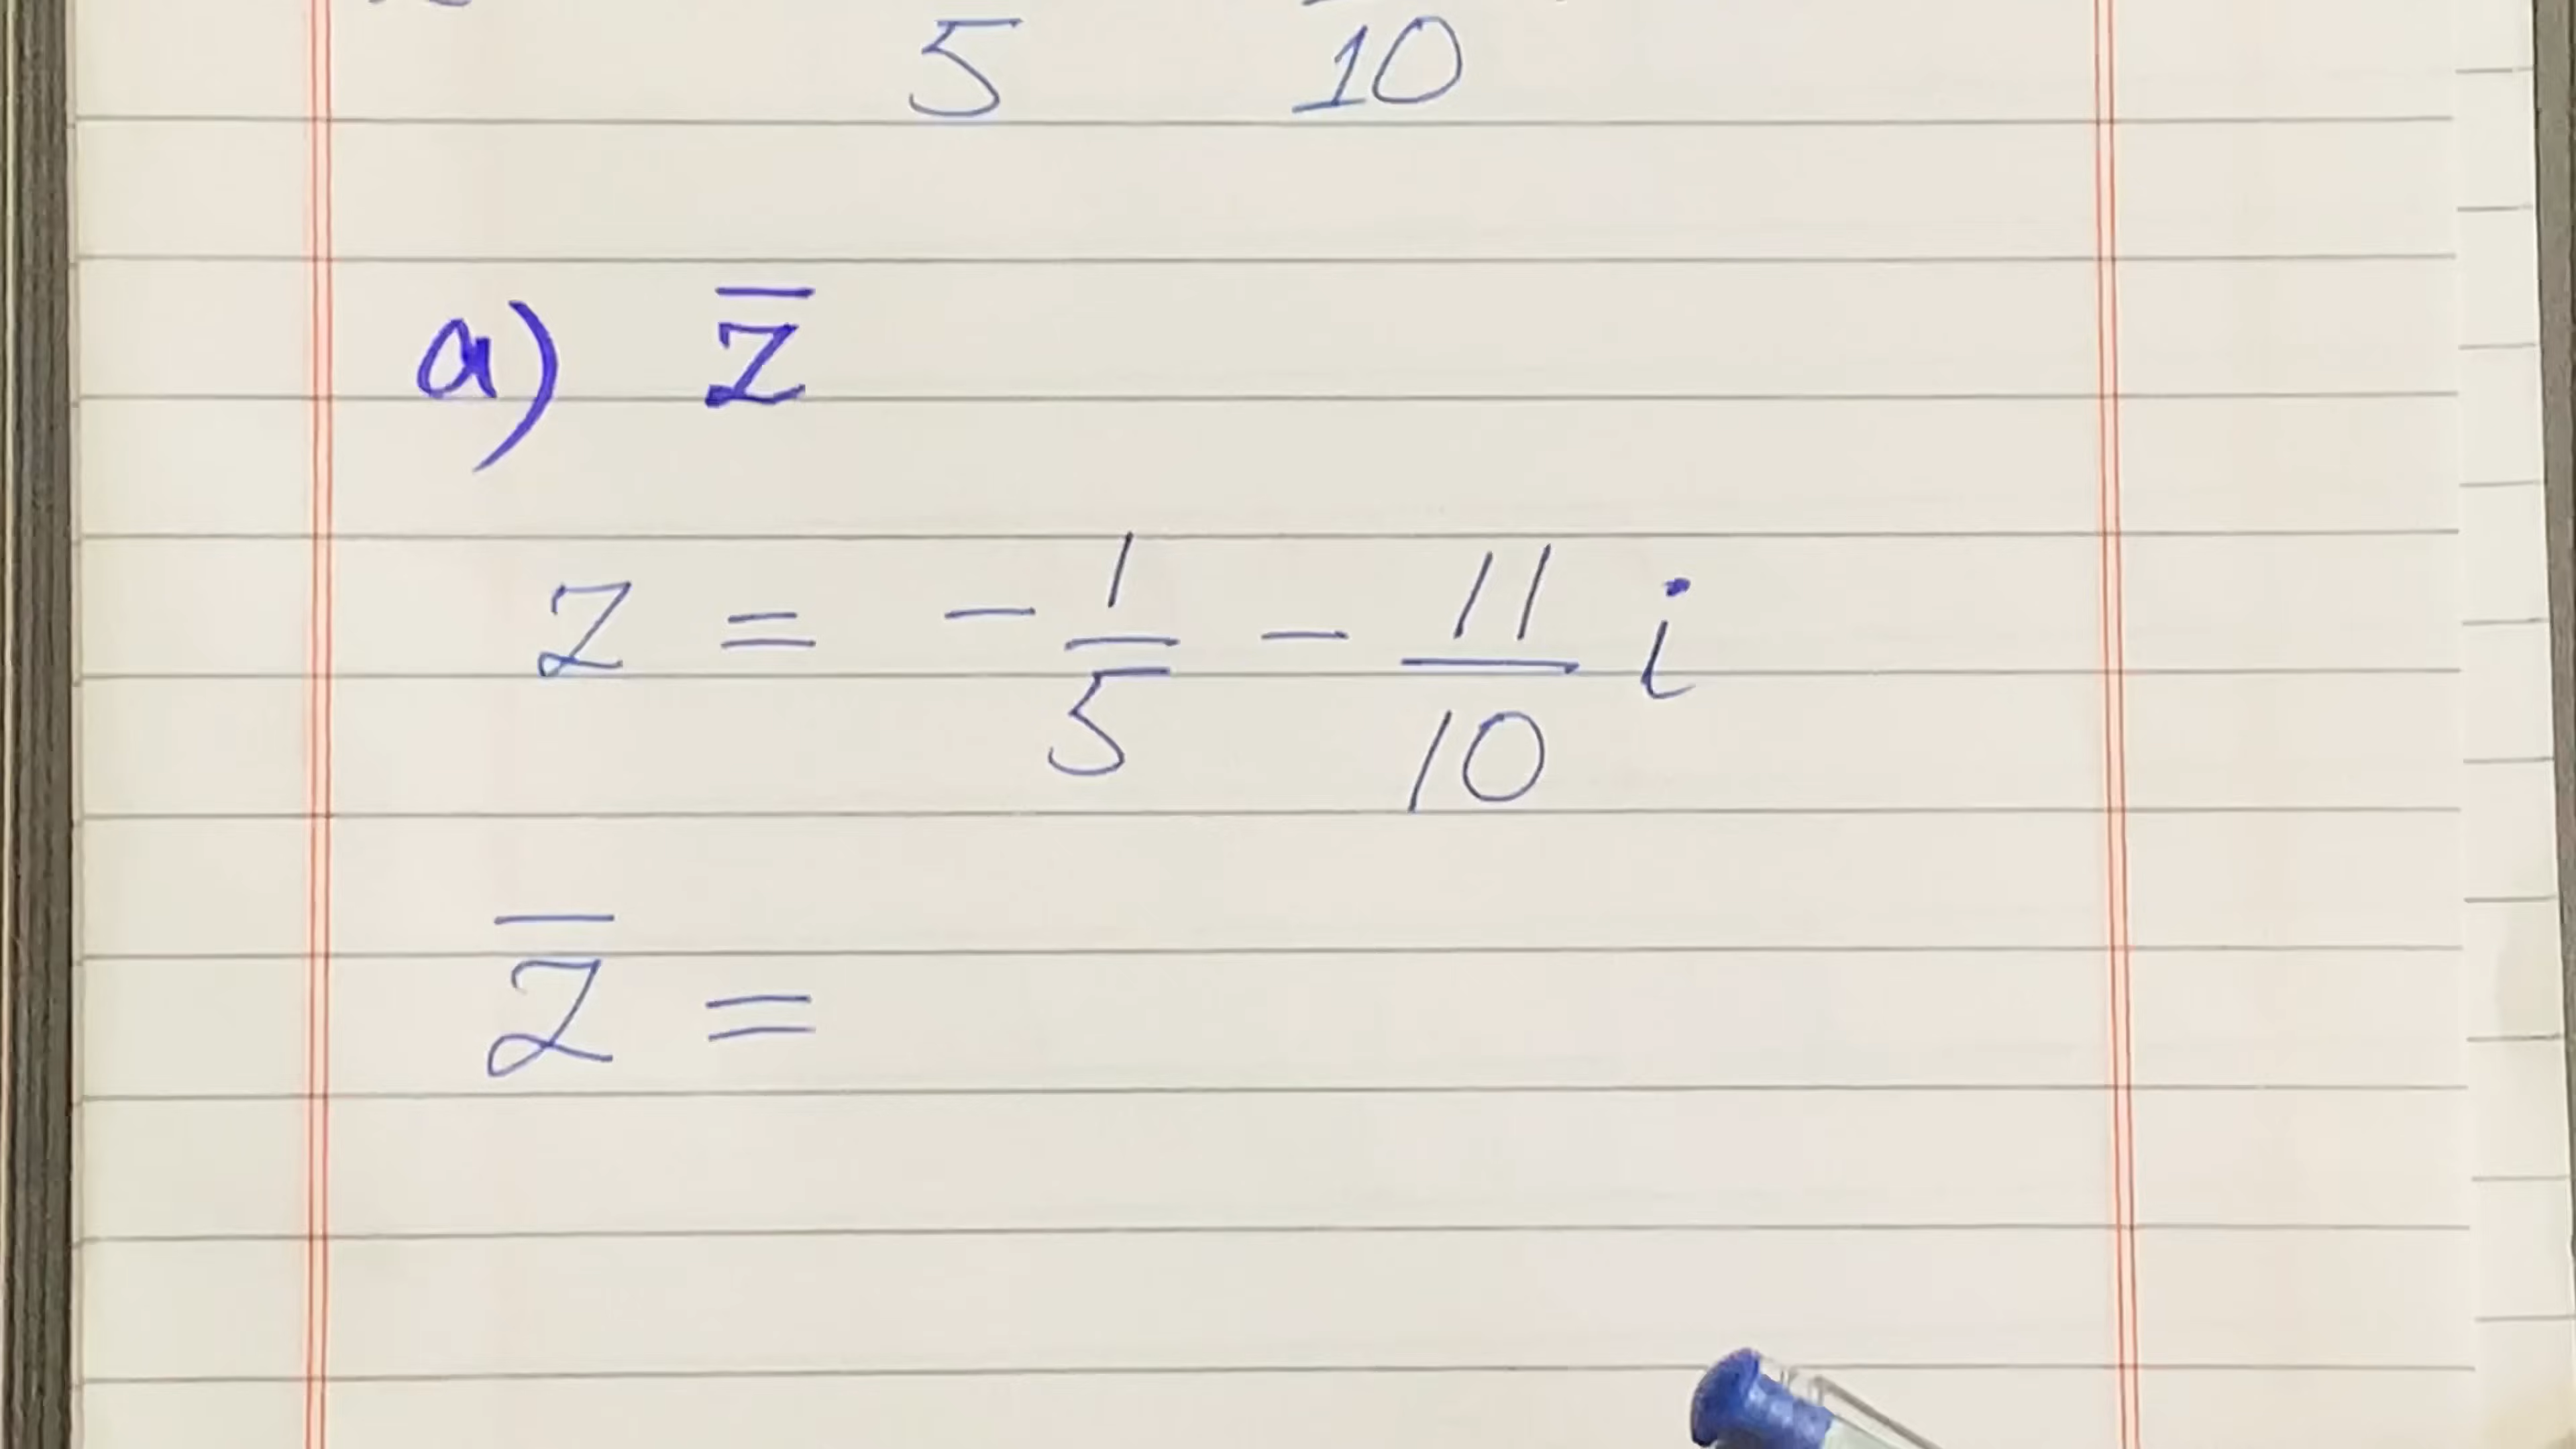 5 10
a) z̅
z = - 1/5 - 11/10 i
z̅ =